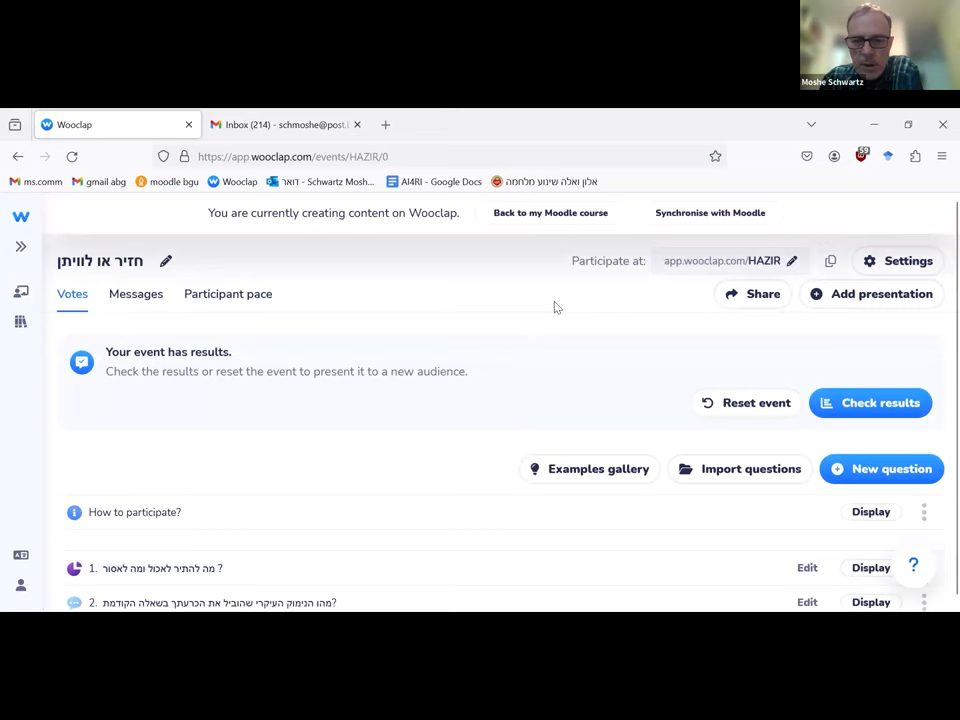 Moshe Schwartz
Wooclap
Inbox (214) - schmoshe@post.
https://app.wooclap.com/events/HAZIR/0
59
ms.comm
gmail abg
moodle bgu
Wooclap
דואר - Schwartz Mosh...
AI4RI - Google Docs
אלון ואלה שינוע מלחמה
You are currently creating content on Wooclap.
Back to my Moodle course
Synchronise with Moodle
חזיר או לוויתן
Participate at:
app.wooclap.com/HAZIR
Settings
Votes
Messages
Participant pace
Share
Add presentation
Your event has results.
Check the results or reset the event to present it to a new audience.
Reset event
Check results
Examples gallery
Import questions
New question
How to participate?
Display
1. מה להתיר לאכול ומה לאסור ?
Edit
Display
?
2. מהו הנימוק העיקרי שהוביל את הכרעתך בשאלה הקודמת?
Edit
Display